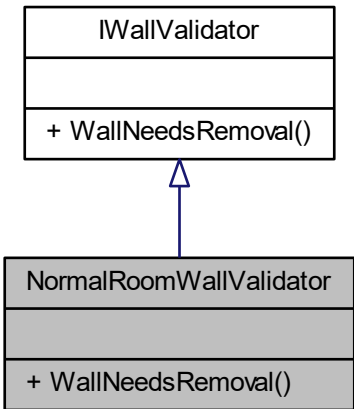 IWallValidator
+ WallNeedsRemoval()
NormalRoomWallValidator
+ WallNeedsRemoval()